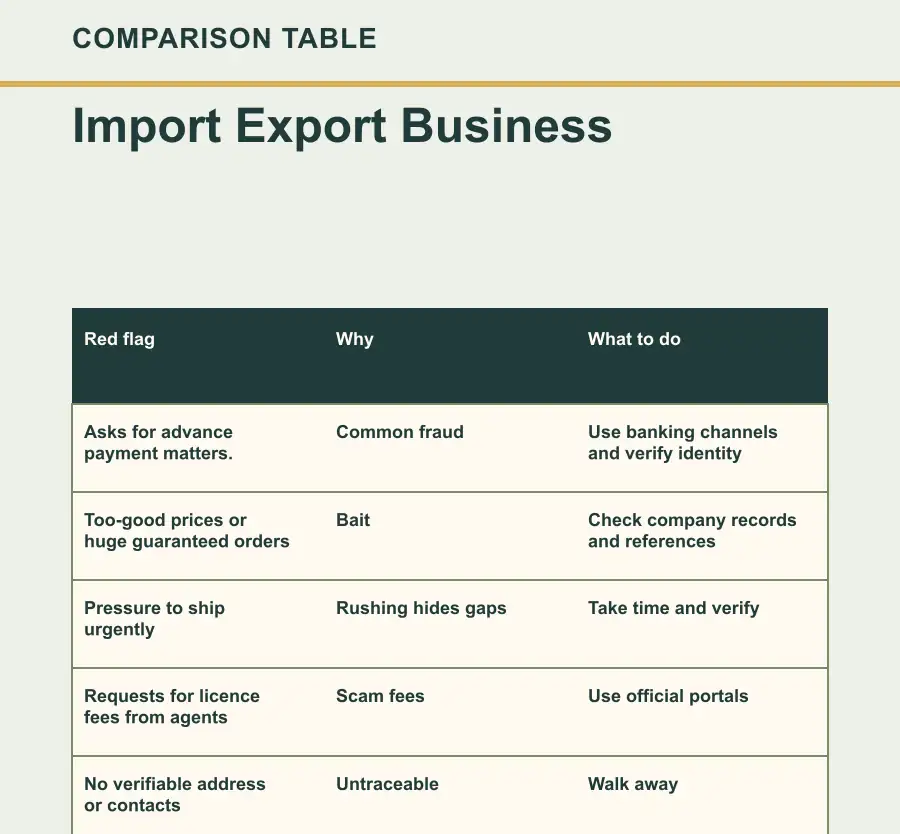 COMPARISON TABLE
Import Export Business
Red flag Why What to do
Asks for advance Common fraud Use banking channels
payment matters. and verify identity
Too-good prices or Bait Check company records
huge guaranteed orders and references
Pressure to ship Rushing hides gaps Take time and verify
urgently
Requests for licence Scam fees Use official portals
fees from agents
No verifiable address Untraceable Walk away
or contacts